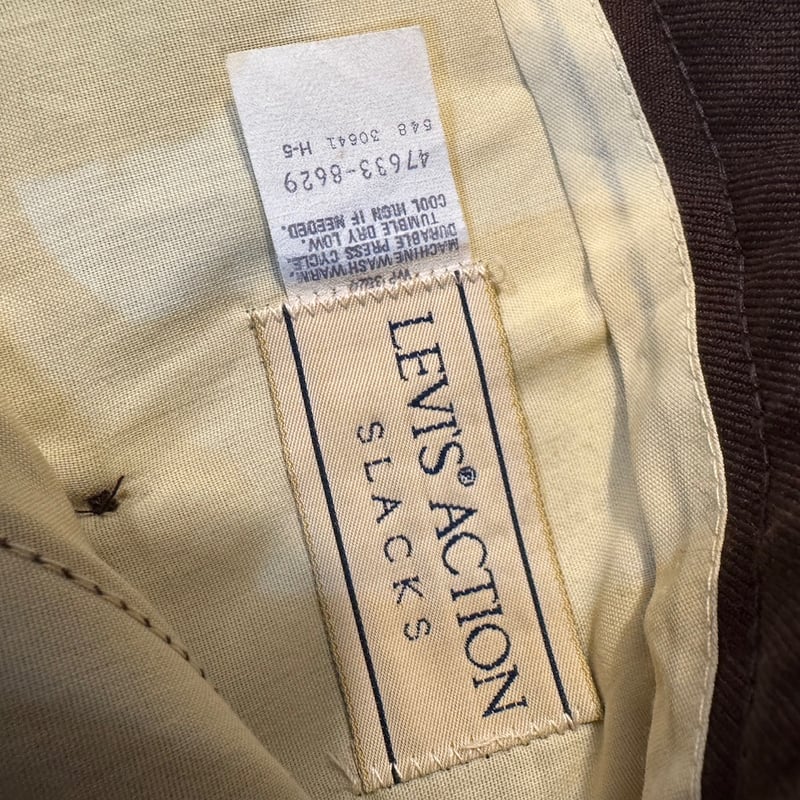 LEVI'S® ACTION
SLACKS
MACHINE WASH WARM.
DURABLE PRESS CYCLE.
TUMBLE DRY LOW.
COOL IRON IF NEEDED.
47633-8629
548 30641 H-5